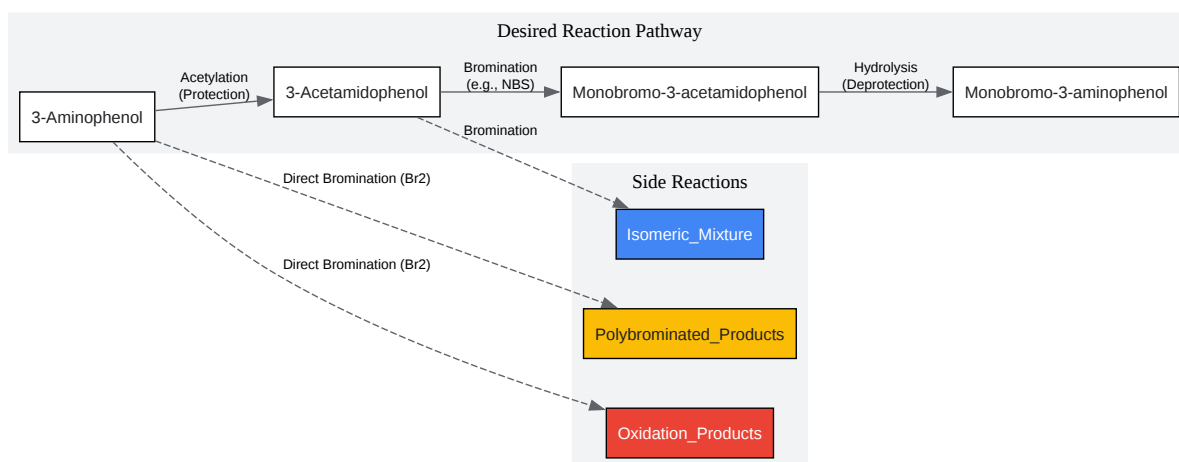 Desired Reaction Pathway
3-Aminophenol
Acetylation
(Protection)
3-Acetamidophenol
Bromination
(e.g., NBS)
Monobromo-3-acetamidophenol
Hydrolysis
(Deprotection)
Monobromo-3-aminophenol
Bromination
Direct Bromination (Br2)
Direct Bromination (Br2)
Side Reactions
Isomeric_Mixture
Polybrominated_Products
Oxidation_Products